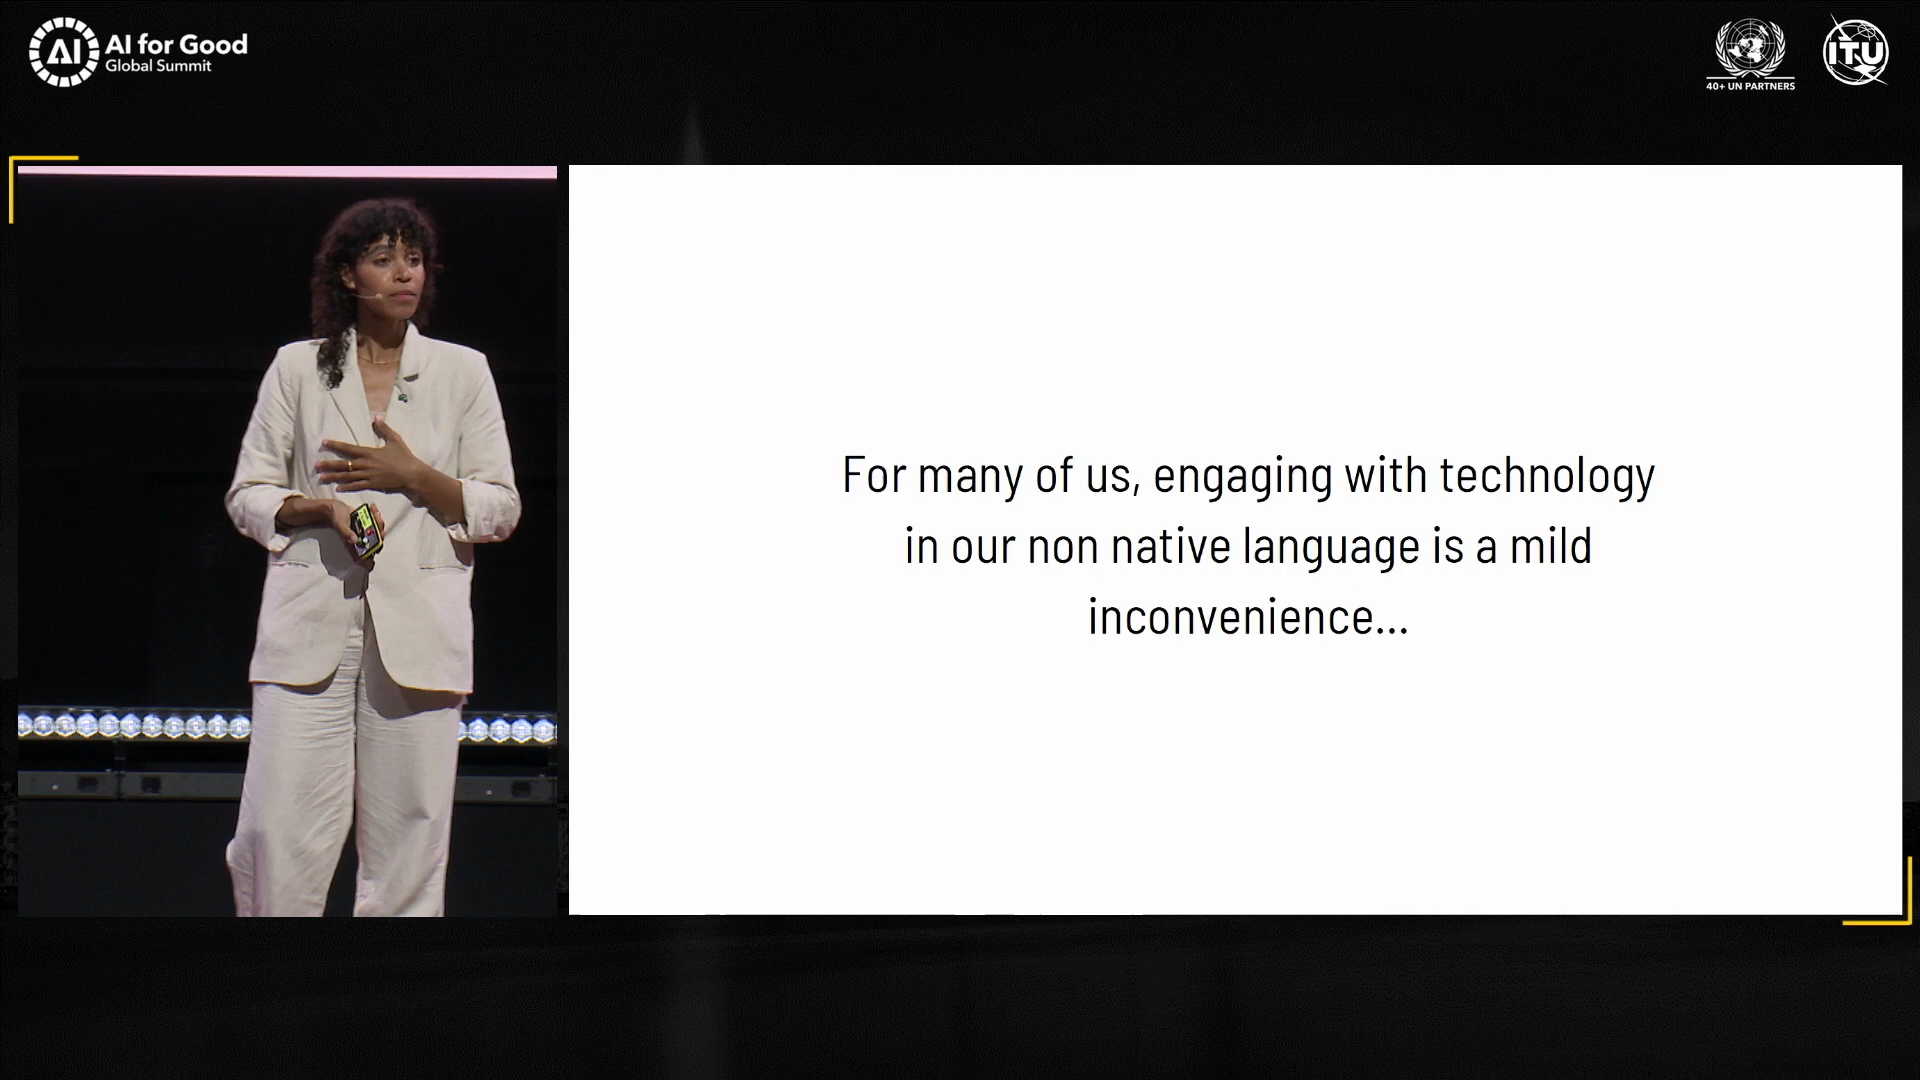 AI
AI for Good
Global Summit
40+ UN PARTNERS
ITU
For many of us, engaging with technology
in our non native language is a mild
inconvenience...